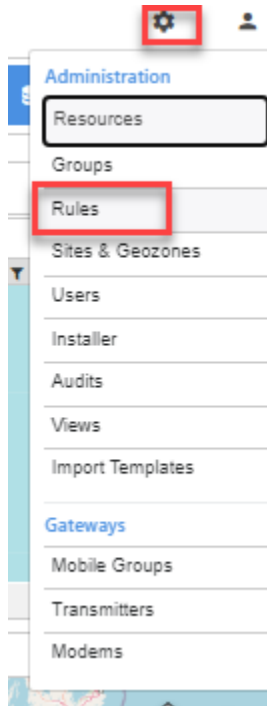 Administration
Resources
Groups
Rules
Sites & Geozones
Users
Installer
Audits
Views
Import Templates
Gateways
Mobile Groups
Transmitters
Modems